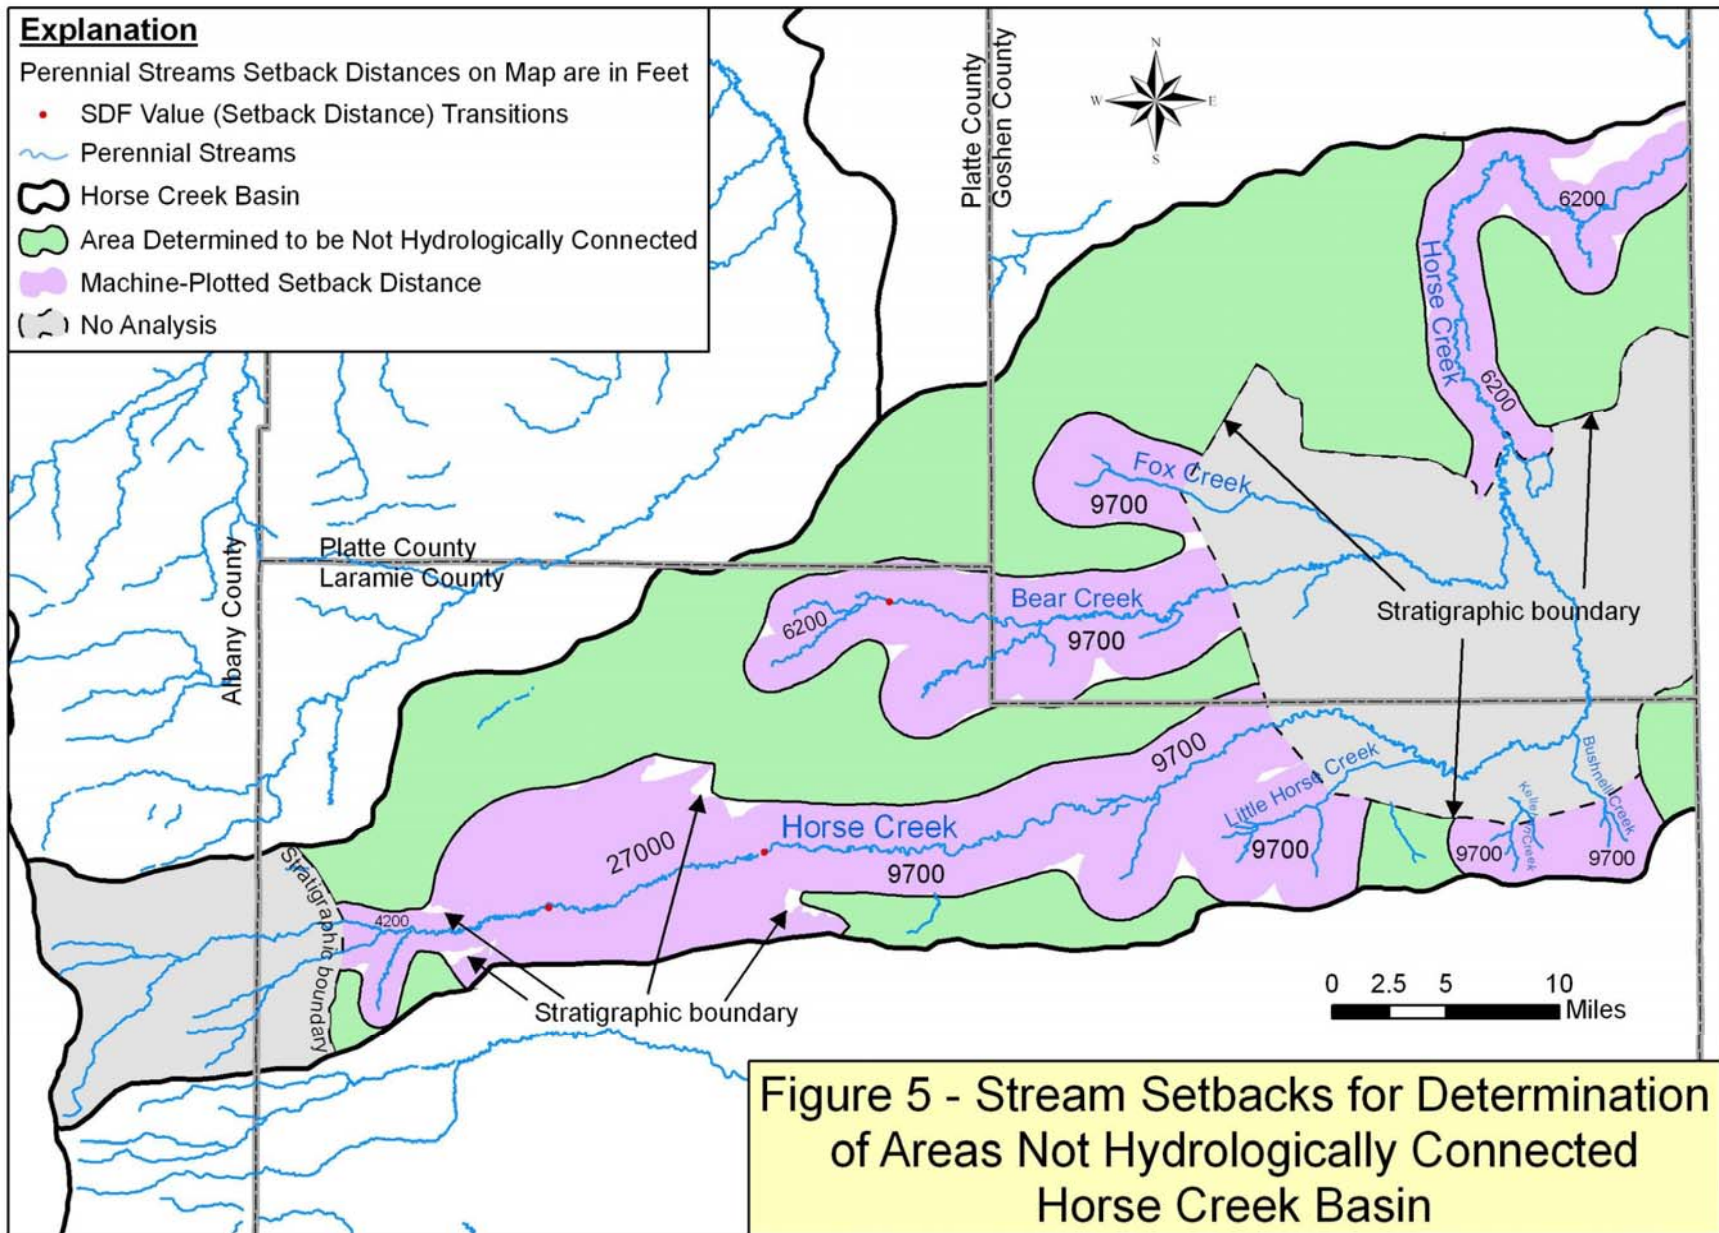 Explanation
Perennial Streams Setback Distances on Map are in Feet
SDF Value (Setback Distance) Transitions
Perennial Streams
Horse Creek Basin
Area Determined to be Not Hydrologically Connected
Machine-Plotted Setback Distance
No Analysis
Platte County
Goshen County
N
W
E
S
6200
Horse Creek
6200
Fox Creek
9700
Platte County
Laramie County
Albany County
Bear Creek
6200
9700
Stratigraphic boundary
9700
Little Horse Creek
Bushnell Creek
Kelley Creek
Horse Creek
27000
9700
9700
9700
9700
Stratigraphic boundary
4200
Stratigraphic boundary
0 2.5 5 10
Miles
Figure 5 - Stream Setbacks for Determination
of Areas Not Hydrologically Connected
Horse Creek Basin